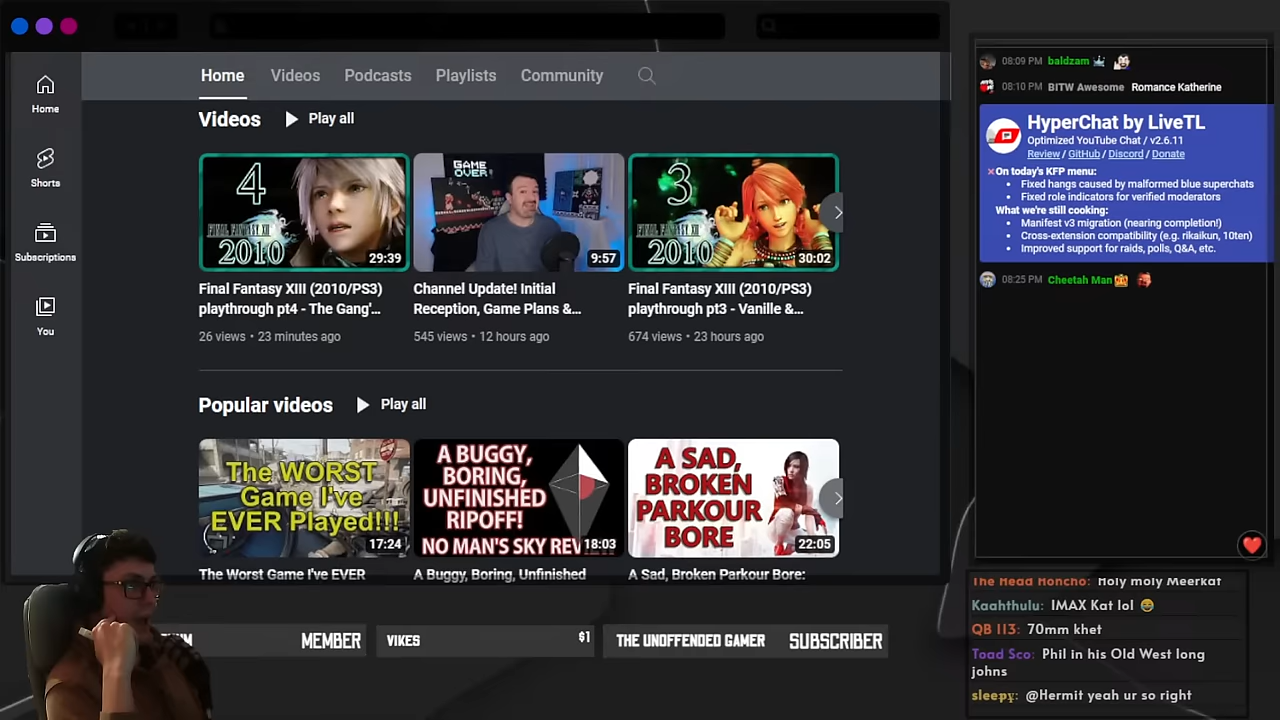 Home
Videos
Podcasts
Playlists
Community
Home
Shorts
Subscriptions
You
Videos
Play all
4
FINAL FANTASY XIII
2010
29:39
GAME
OVER!
9:57
3
FINAL FANTASY XIII
2010
30:02
Final Fantasy XIII (2010/PS3)
playthrough pt4 - The Gang'...
26 views • 23 minutes ago
Channel Update! Initial
Reception, Game Plans &...
545 views • 12 hours ago
Final Fantasy XIII (2010/PS3)
playthrough pt3 - Vanille &...
674 views • 23 hours ago
Popular videos
Play all
The WORST
Game I've
EVER Played!!!
17:24
A BUGGY,
BORING,
UNFINISHED
RIPOFF!
NO MAN'S SKY REV
18:03
A SAD,
BROKEN
PARKOUR
BORE
22:05
The Worst Game I've EVER
A Buggy, Boring, Unfinished
A Sad, Broken Parkour Bore:
08:09 PM baldzam
08:10 PM BITW Awesome Romance Katherine
HyperChat by LiveTL
Optimized YouTube Chat / v2.6.11
Review / GitHub / Discord / Donate
×On today's KFP menu:
• Fixed hangs caused by malformed blue superchats
• Fixed role indicators for verified moderators
What we're still cooking:
• Manifest v3 migration (nearing completion!)
• Cross-extension compatibility (e.g. rikaikun, 10ten)
• Improved support for raids, polls, Q&A, etc.
08:25 PM Cheetah Man
The Head Honcho: Holy moly Meerkat
Kaahthulu: IMAX Kat lol 😂
QB 113: 70mm khet
Toad Sco: Phil in his Old West long
johns
sleepy: @Hermit yeah ur so right
MEMBER
VIKES
$1
THE UNOFFENDED GAMER
SUBSCRIBER